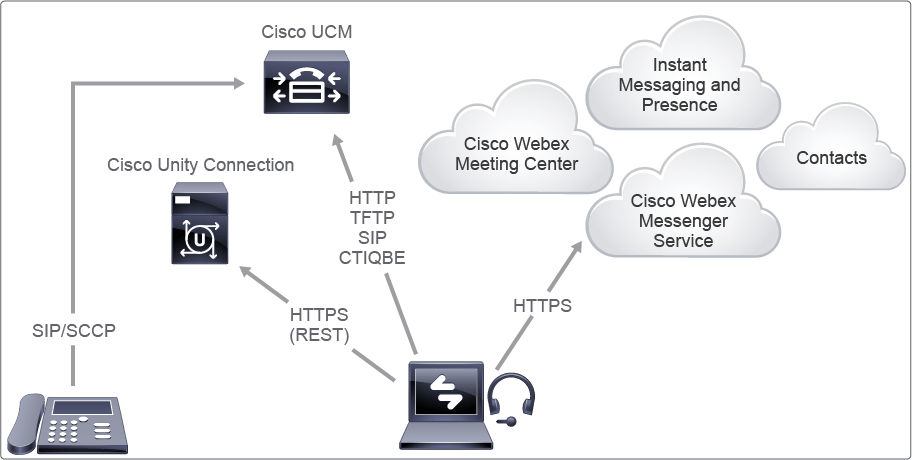 Cisco UCM
Instant
Messaging and
Presence
Cisco Webex
Meeting Center
Contacts
Cisco Unity Connection
HTTP
TFTP
SIP
CTIQBE
Cisco Webex
Messenger
Service
U
HTTPS
(REST)
HTTPS
SIP/SCCP